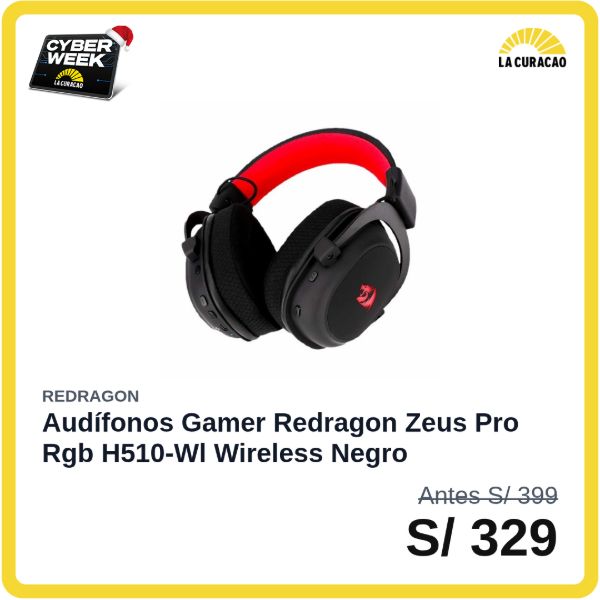 CYBER
WEEK
LA CURACAO
LA CURACAO
REDRAGON
Audífonos Gamer Redragon Zeus Pro
Rgb H510-Wl Wireless Negro
Antes S/ 399
S/ 329